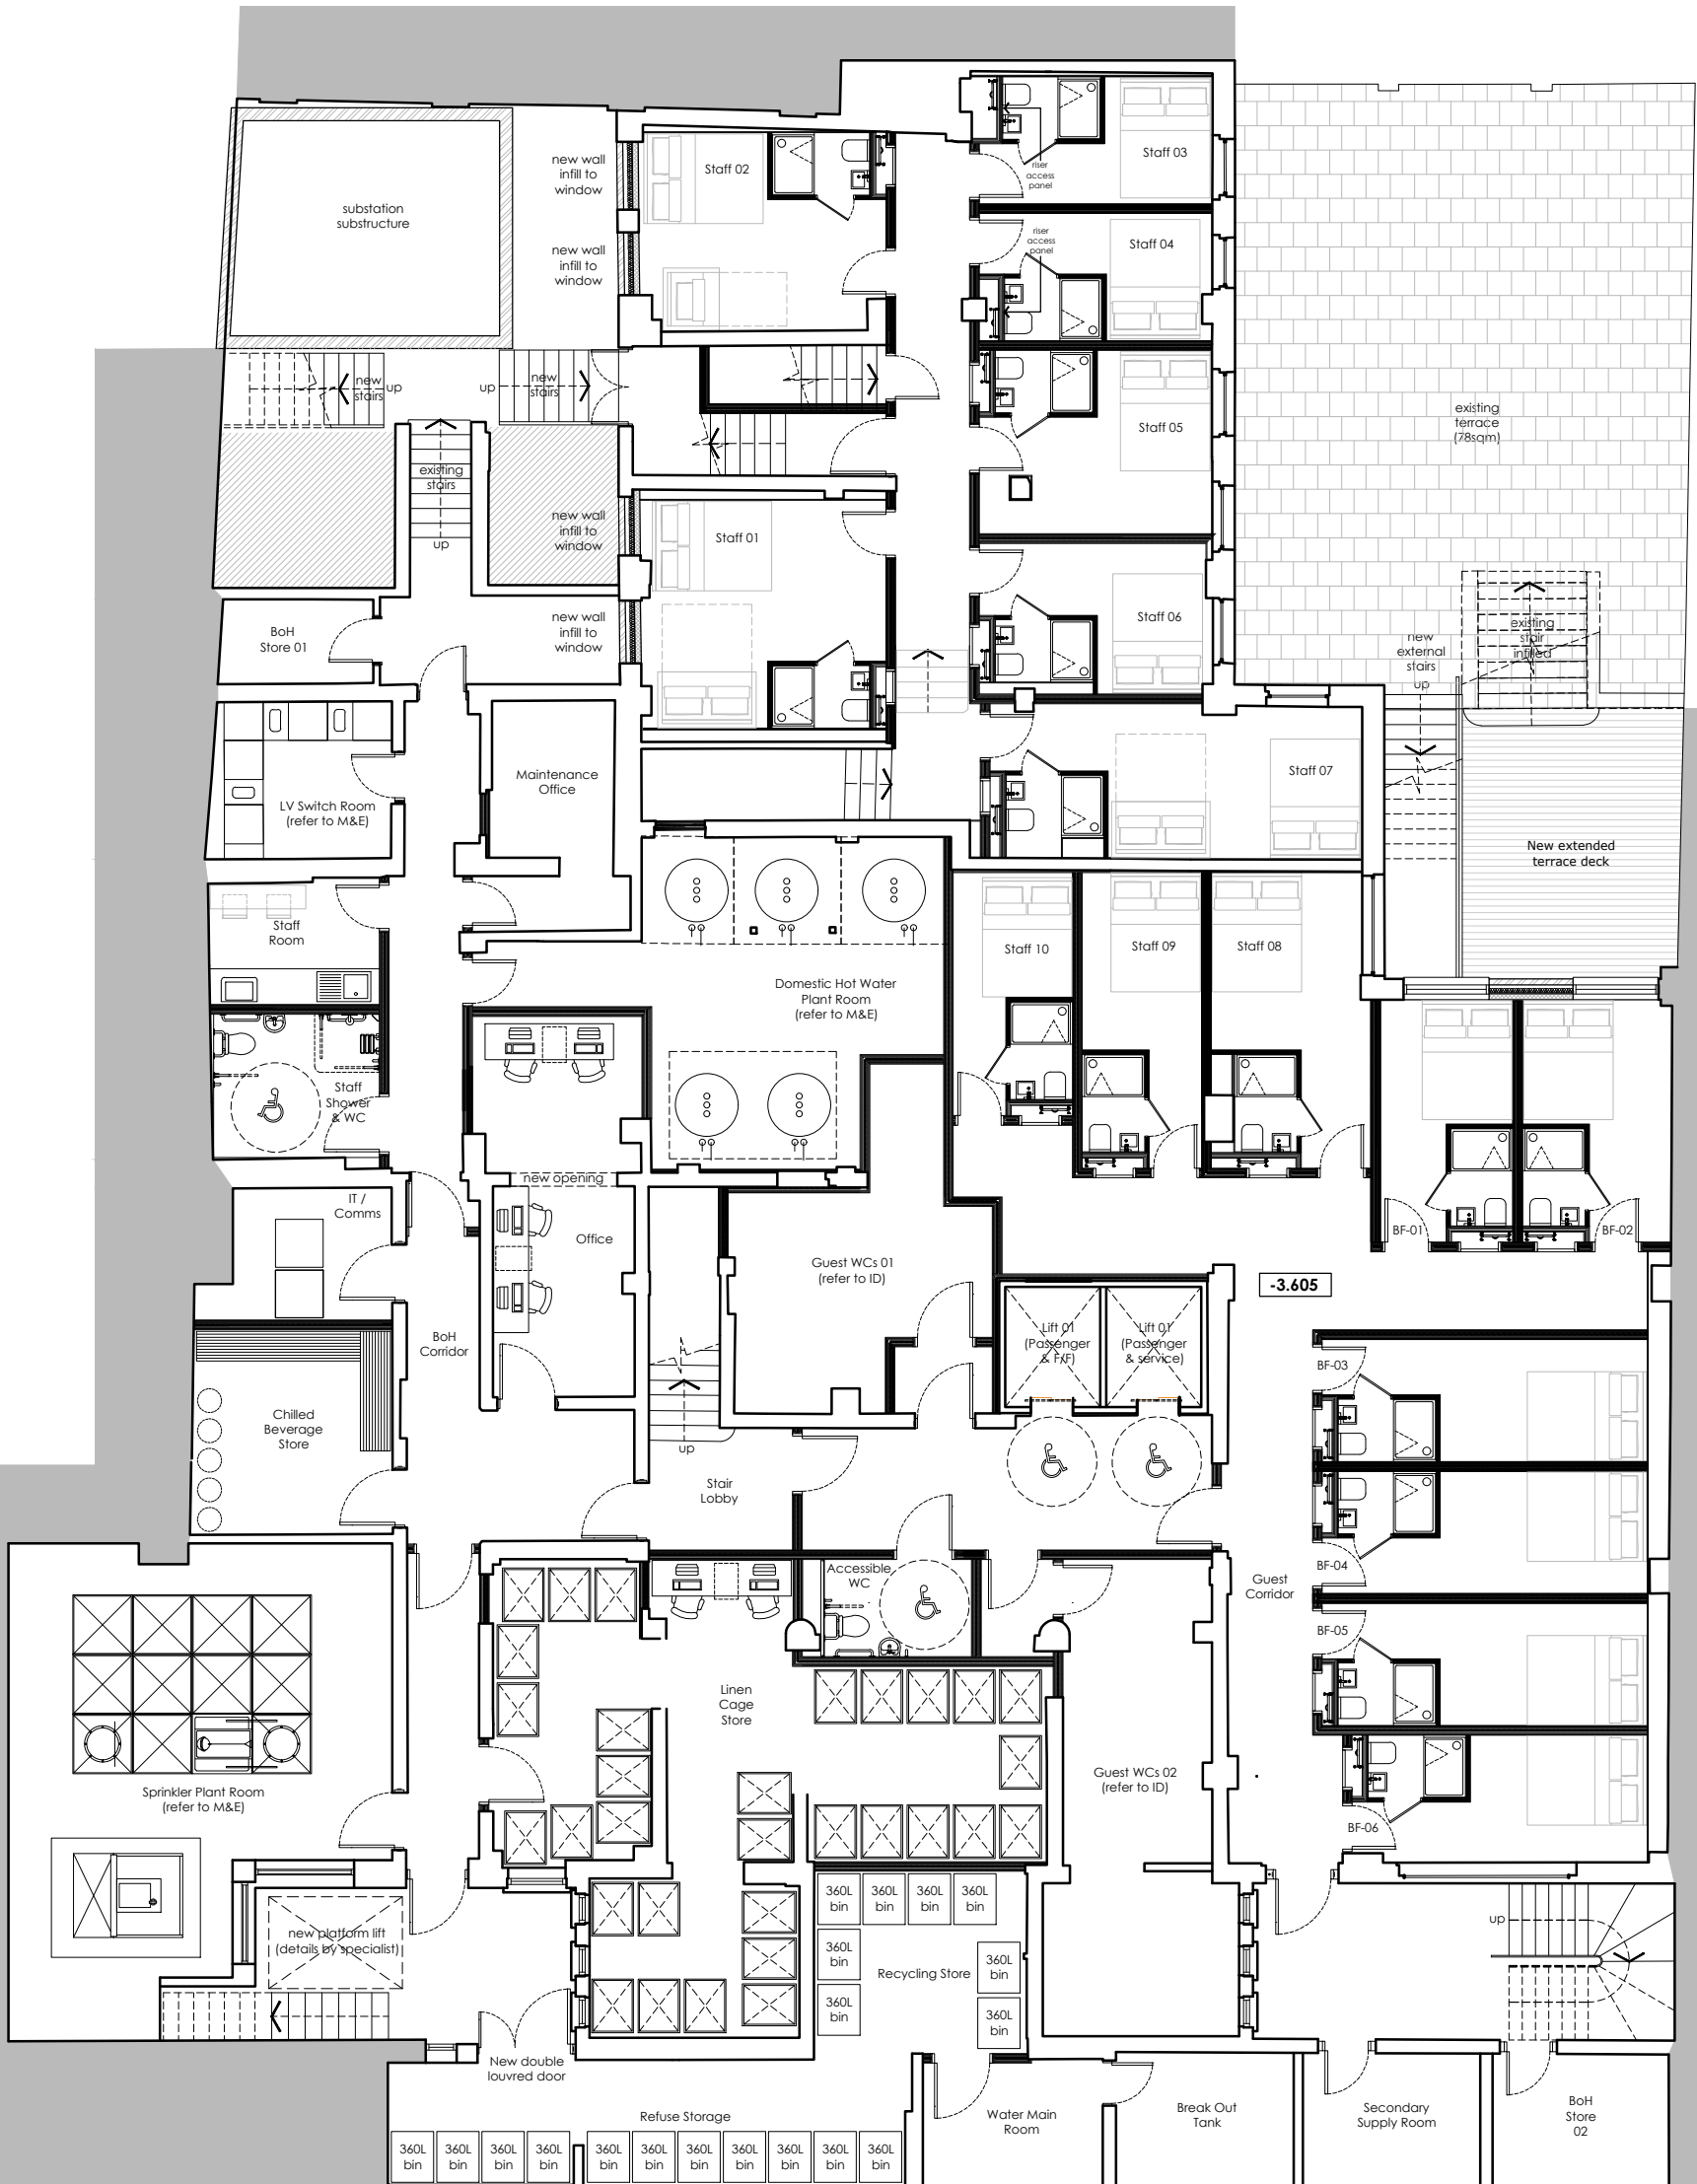 Staff 03
riser
access
panel
new wall
infill to
window
Staff 02
substation
substructure
riser
access
panel
Staff 04
new wall
infill to
window
new
stairs
up
up
new
stairs
existing
terrace
(78sqm)
Staff 05
existing
stairs
up
new wall
infill to
window
Staff 01
BoH
Store 01
new wall
infill to
window
Staff 06
new
external
stairs
up
existing
stair
infilled
LV Switch Room
(refer to M&E)
Maintenance
Office
Staff 07
New extended
terrace deck
Staff
Room
Staff 10
Staff 09
Staff 08
Domestic Hot Water
Plant Room
(refer to M&E)
Staff
Shower
& WC
new opening
IT /
Comms
Office
BF-01
BF-02
Guest WCs 01
(refer to ID)
-3.605
BoH
Corridor
Lift 01
(Passenger
& F/F)
Lift 01
(Passenger
& service)
BF-03
Chilled
Beverage
Store
up
Stair
Lobby
BF-04
Accessible
WC
Guest
Corridor
BF-05
Linen
Cage
Store
Sprinkler Plant Room
(refer to M&E)
Guest WCs 02
(refer to ID)
BF-06
360L
bin
360L
bin
360L
bin
360L
bin
new platform lift
(details by specialist)
up
360L
bin
Recycling Store
360L
bin
360L
bin
360L
bin
New double
louvred door
Refuse Storage
Water Main
Room
Break Out
Tank
Secondary
Supply Room
BoH
Store
02
360L
bin
360L
bin
360L
bin
360L
bin
360L
bin
360L
bin
360L
bin
360L
bin
360L
bin
360L
bin
360L
bin